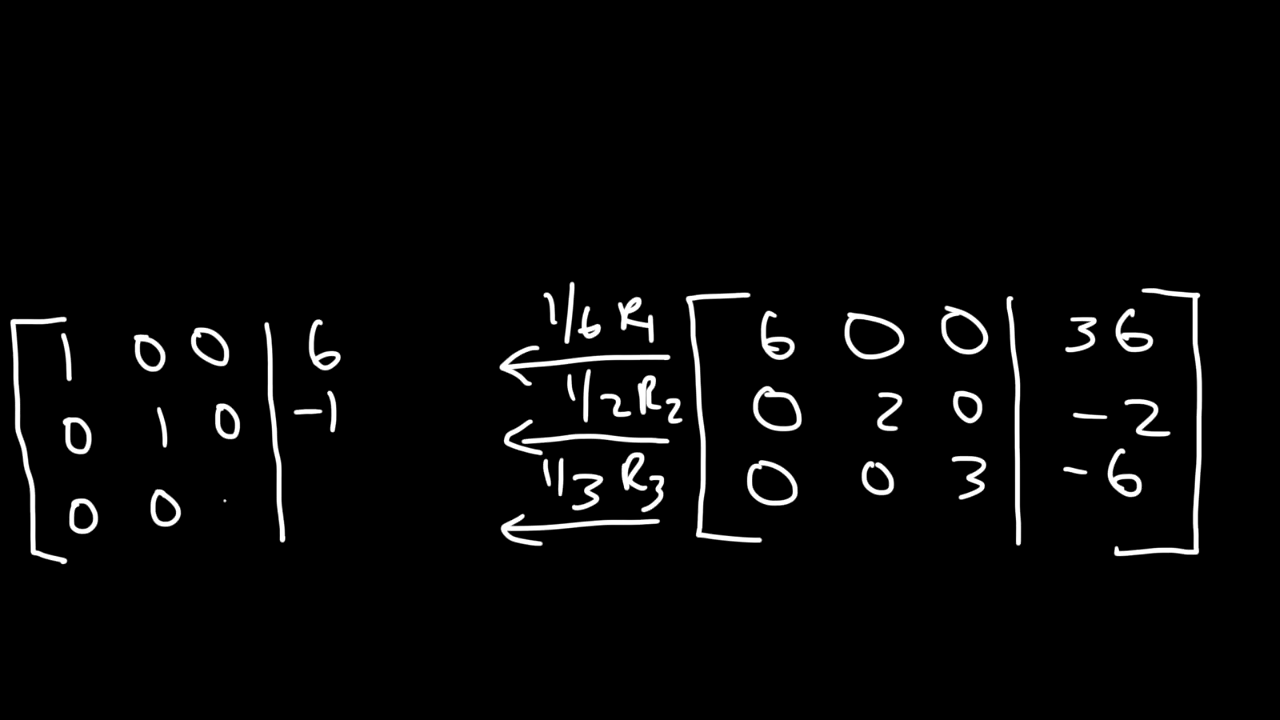 1 0 0 | 6
0 1 0 | -1
0 0
1/6 R1
1/2 R2
1/3 R3
6 0 0 | 36
0 2 0 | -2
0 0 3 | -6